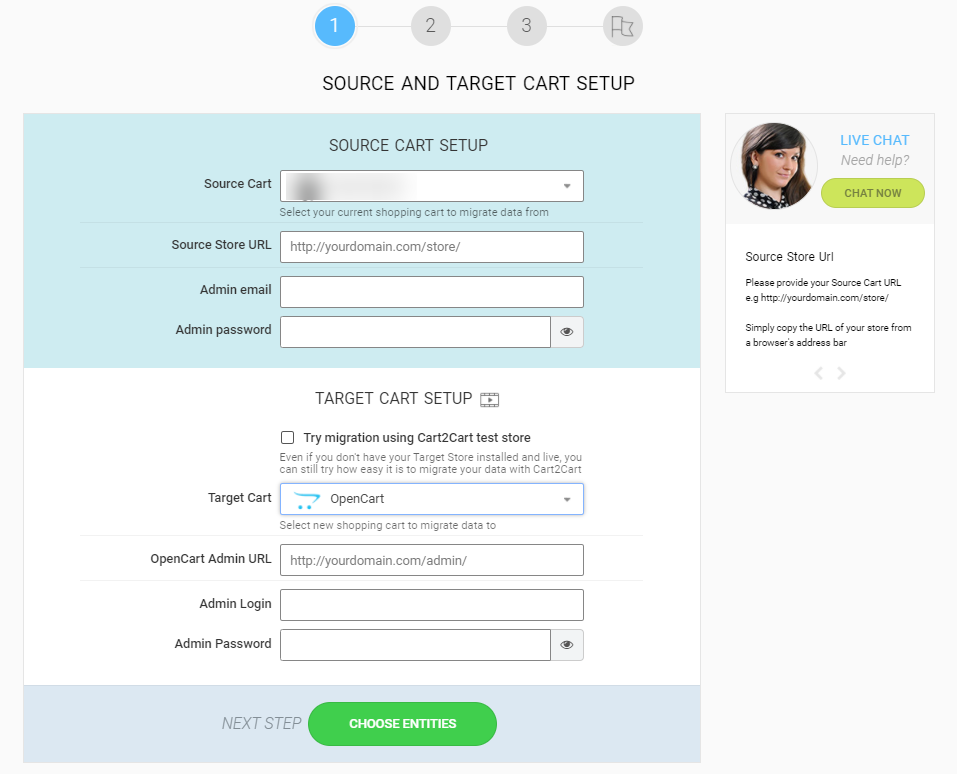 1
2
3
SOURCE AND TARGET CART SETUP
SOURCE CART SETUP
Source Cart
Select your current shopping cart to migrate data from
Source Store URL
http://yourdomain.com/store/
Admin email
Admin password
TARGET CART SETUP
Try migration using Cart2Cart test store
Even if you don't have your Target Store installed and live, you
can still try how easy it is to migrate your data with Cart2Cart
Target Cart
OpenCart
Select new shopping cart to migrate data to
OpenCart Admin URL
http://yourdomain.com/admin/
Admin Login
Admin Password
NEXT STEP
CHOOSE ENTITIES
LIVE CHAT
Need help?
CHAT NOW
Source Store Url
Please provide your Source Cart URL
e.g http://yourdomain.com/store/
Simply copy the URL of your store from
a browser's address bar